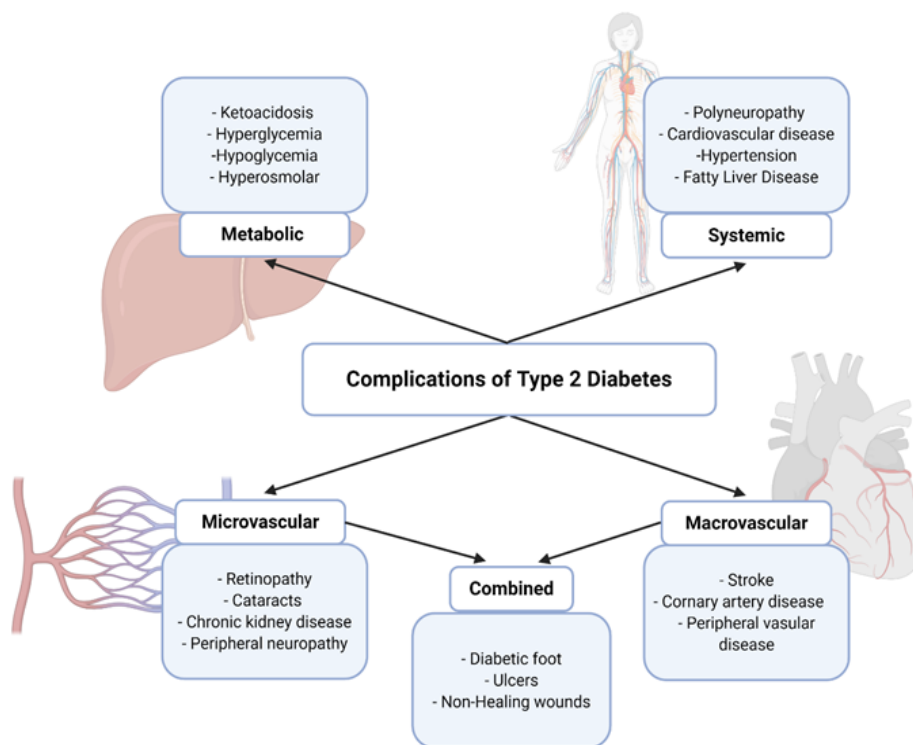 - Ketoacidosis
- Hyperglycemia
-Hypoglycemia
- Hyperosmolar
Metabolic
- Polyneuropathy
- Cardiovascular disease
-Hypertension
- Fatty Liver Disease
Systemic
Complications of Type 2 Diabetes
Microvascular
- Retinopathy
- Cataracts
- Chronic kidney disease
- Peripheral neuropathy
Macrovascular
- Stroke
- Cornary artery disease
- Peripheral vasular
disease
Combined
- Diabetic foot
- Ulcers
- Non-Healing wounds